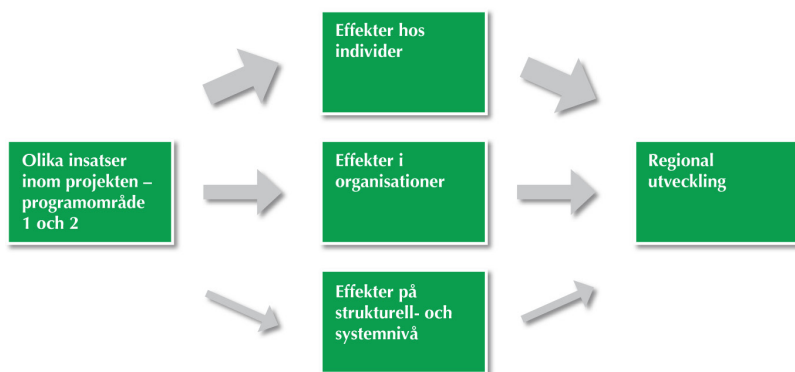 Effekter hos
individer
Olika insatser
inom projekten –
programområde
1 och 2
Effekter i
organisationer
Regional
utveckling
Effekter på
strukturell- och
systemnivå